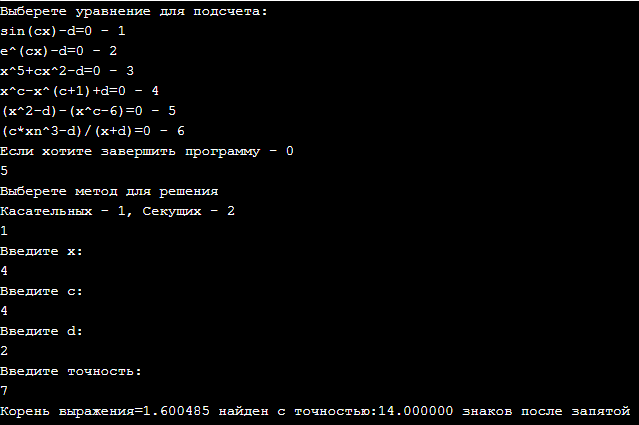 Выберете уравнение для подсчета:
sin(cx)-d=0 - 1
e^(cx)-d=0 - 2
x^5+cx^2-d=0 - 3
x^c-x^(c+1)+d=0 - 4
(x^2-d)-(x^c-6)=0 - 5
(c*xn^3-d)/(x+d)=0 - 6
Если хотите завершить программу - 0
5
Выберете метод для решения
Касательных - 1, Секущих - 2
1
Введите x:
4
Введите c:
4
Введите d:
2
Введите точность:
7
Корень выражения=1.600485 найден с точностью:14.000000 знаков после запятой